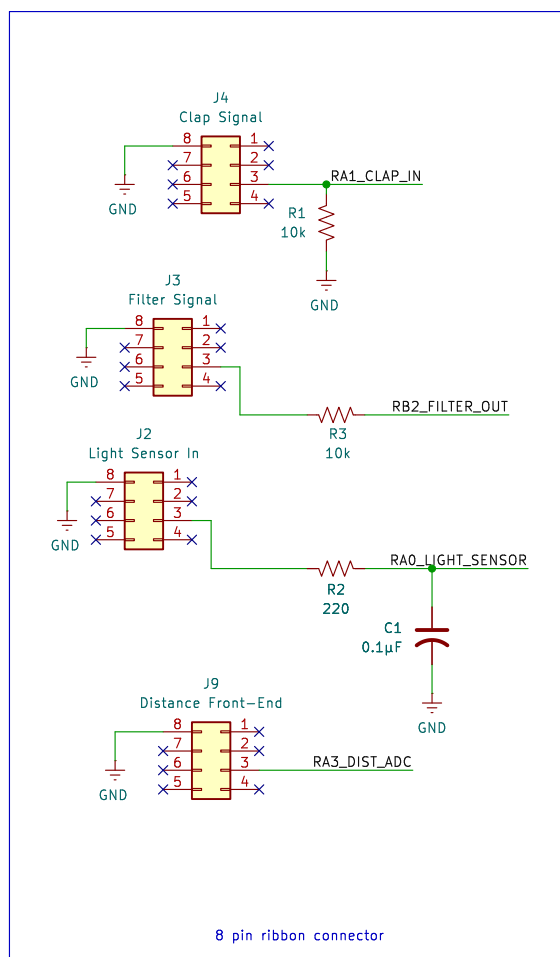 J4
Clap Signal
8 1
7 2
6 3 RA1_CLAP_IN
5 4
GND
R1
10k
GND
J3
Filter Signal
8 1
7 2
6 3
5 4
GND
RB2_FILTER_OUT
R3
10k
J2
Light Sensor In
8 1
7 2
6 3
5 4
GND
RA0_LIGHT_SENSOR
R2
220
C1
0.1µF
GND
J9
Distance Front-End
8 1
7 2
6 3 RA3_DIST_ADC
5 4
GND
8 pin ribbon connector